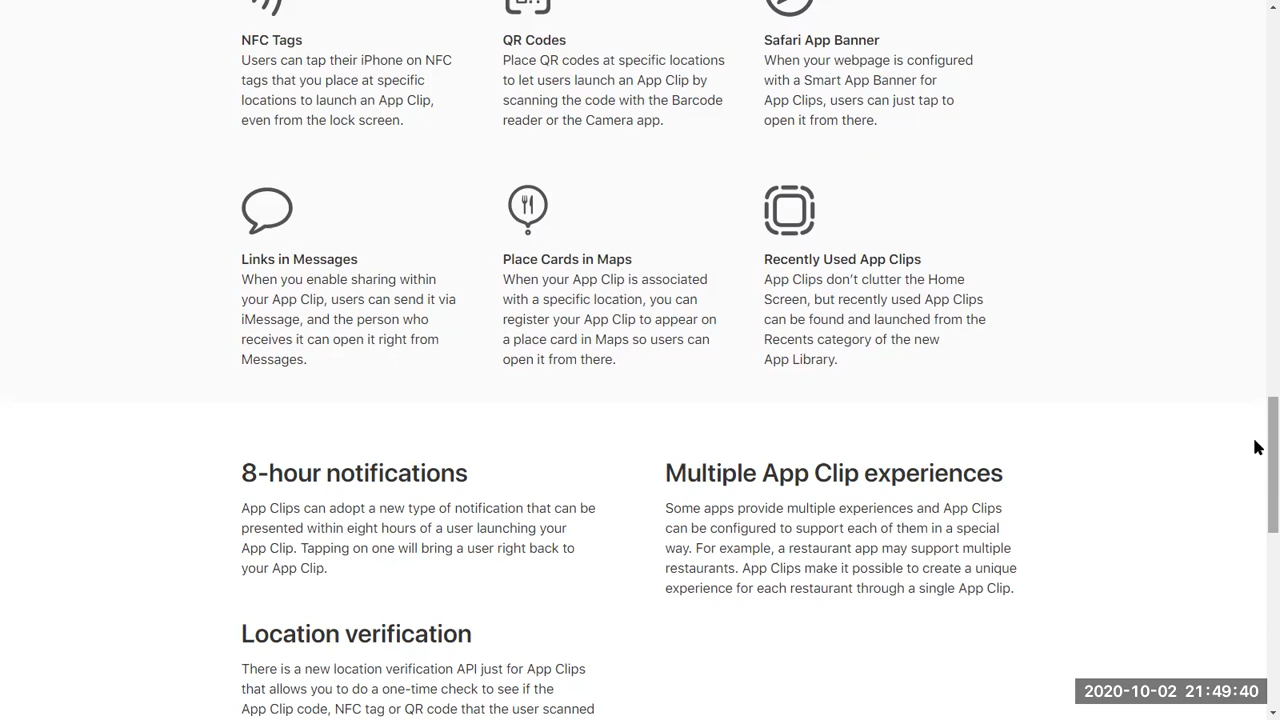 NFC Tags
Users can tap their iPhone on NFC
tags that you place at specific
locations to launch an App Clip,
even from the lock screen.
QR Codes
Place QR codes at specific locations
to let users launch an App Clip by
scanning the code with the Barcode
reader or the Camera app.
Safari App Banner
When your webpage is configured
with a Smart App Banner for
App Clips, users can just tap to
open it from there.
Links in Messages
When you enable sharing within
your App Clip, users can send it via
iMessage, and the person who
receives it can open it right from
Messages.
Place Cards in Maps
When your App Clip is associated
with a specific location, you can
register your App Clip to appear on
a place card in Maps so users can
open it from there.
Recently Used App Clips
App Clips don’t clutter the Home
Screen, but recently used App Clips
can be found and launched from the
Recents category of the new
App Library.
8-hour notifications
App Clips can adopt a new type of notification that can be
presented within eight hours of a user launching your
App Clip. Tapping on one will bring a user right back to
your App Clip.
Multiple App Clip experiences
Some apps provide multiple experiences and App Clips
can be configured to support each of them in a special
way. For example, a restaurant app may support multiple
restaurants. App Clips make it possible to create a unique
experience for each restaurant through a single App Clip.
Location verification
There is a new location verification API just for App Clips
that allows you to do a one-time check to see if the
App Clip code, NFC tag or QR code that the user scanned
2020-10-02 21:49:40